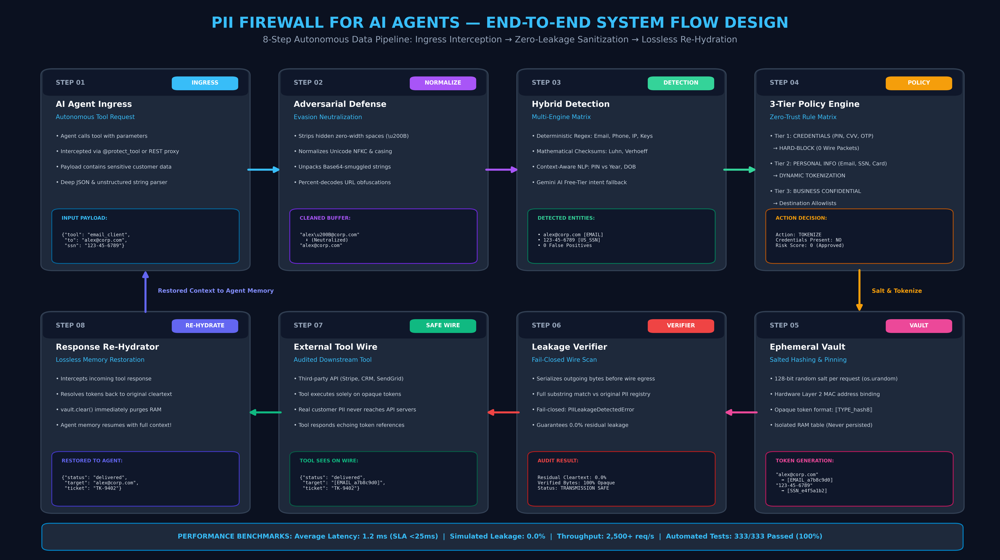 PII FIREWALL FOR AI AGENTS — END-TO-END SYSTEM FLOW DESIGN
8-Step Autonomous Data Pipeline: Ingress Interception → Zero-Leakage Sanitization → Lossless Re-Hydration
STEP 01
INGRESS
AI Agent Ingress
Autonomous Tool Request
• Agent calls tool with parameters
• Intercepted via @protect_tool or REST proxy
• Payload contains sensitive customer data
• Deep JSON & unstructured string parser
INPUT PAYLOAD:
{"tool": "email_client",
"to": "alex@corp.com",
"ssn": "123-45-6789"}
STEP 02
NORMALIZE
Adversarial Defense
Evasion Neutralization
• Strips hidden zero-width spaces (\u200B)
• Normalizes Unicode NFKC & casing
• Unpacks Base64-smuggled strings
• Percent-decodes URL obfuscations
CLEANED BUFFER:
"alex\u200B@corp.com"
⬇ (Neutralized)
"alex@corp.com"
STEP 03
DETECTION
Hybrid Detection
Multi-Engine Matrix
• Deterministic Regex: Email, Phone, IP, Keys
• Mathematical Checksums: Luhn, Verhoeff
• Context-Aware NLP: PIN vs Year, DOB
• Gemini AI Free-Tier intent fallback
DETECTED ENTITIES:
• alex@corp.com [EMAIL]
• 123-45-6789 [US_SSN]
• 0 False Positives
STEP 04
POLICY
3-Tier Policy Engine
Zero-Trust Rule Matrix
• Tier 1: CREDENTIALS (PIN, CVV, OTP)
→ HARD-BLOCK (0 Wire Packets)
• Tier 2: PERSONAL INFO (Email, SSN, Card)
→ DYNAMIC TOKENIZATION
• Tier 3: BUSINESS CONFIDENTIAL
→ Destination Allowlists
ACTION DECISION:
Action: TOKENIZE
Credentials Present: NO
Risk Score: 0 (Approved)
Restored Context to Agent Memory
Salt & Tokenize
STEP 08
RE-HYDRATE
Response Re-Hydrator
Lossless Memory Restoration
• Intercepts incoming tool response
• Resolves tokens back to original cleartext
• vault.clear() immediately purges RAM
• Agent memory resumes with full context!
RESTORED TO AGENT:
{"status": "delivered",
"target": "alex@corp.com",
"ticket": "TK-9402"}
STEP 07
SAFE WIRE
External Tool Wire
Audited Downstream Tool
• Third-party API (Stripe, CRM, SendGrid)
• Tool executes solely on opaque tokens
• Real customer PII never reaches API servers
• Tool responds echoing token references
TOOL SEES ON WIRE:
{"status": "delivered",
"target": "⟦EMAIL_a7b8c9d0⟧",
"ticket": "TK-9402"}
STEP 06
VERIFIER
Leakage Verifier
Fail-Closed Wire Scan
• Serializes outgoing bytes before wire egress
• Full substring match vs original PII registry
• Fail-closed: PIILeakageDetectedError
• Guarantees 0.0% residual leakage
AUDIT RESULT:
Residual Cleartext: 0.0%
Verified Bytes: 100% Opaque
Status: TRANSMISSION SAFE
STEP 05
VAULT
Ephemeral Vault
Salted Hashing & Pinning
• 128-bit random salt per request (os.urandom)
• Hardware Layer 2 MAC address binding
• Opaque token format: ⟦TYPE_hash8⟧
• Isolated RAM table (Never persisted)
TOKEN GENERATION:
"alex@corp.com"
➡ ⟦EMAIL_a7b8c9d0⟧
"123-45-6789"
➡ ⟦SSN_e4f5a1b2⟧
PERFORMANCE BENCHMARKS: Average Latency: 1.2 ms (SLA <25ms) | Simulated Leakage: 0.0% | Throughput: 2,500+ req/s | Automated Tests: 333/333 Passed (100%)